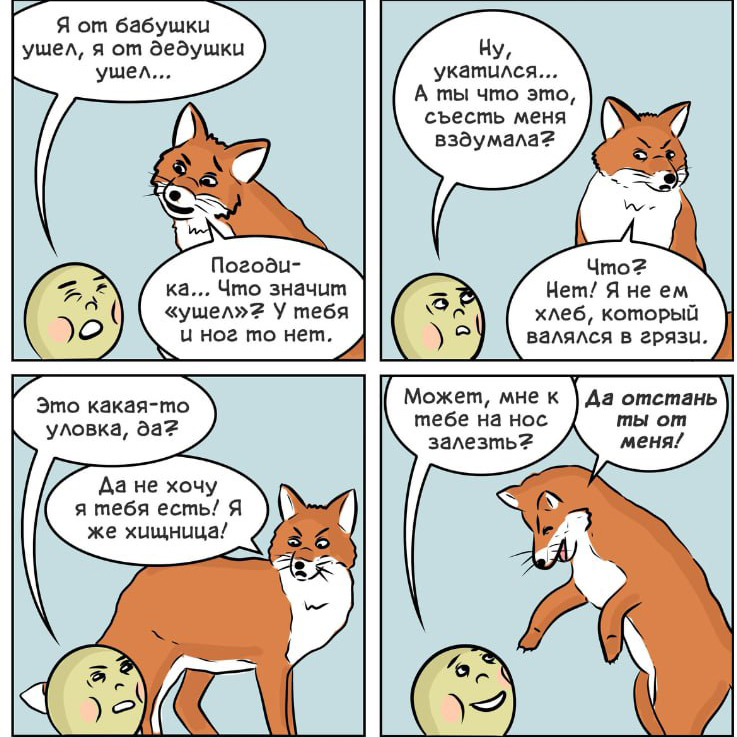 Я от бабушки
ушел, я от дедушки
ушел...
Погоди-
ка... Что значит
«ушел»? У тебя
и ног то нет.
Ну,
укатился...
А ты что это,
съесть меня
вздумала?
Что?
Нет! Я не ем
хлеб, который
валялся в грязи.
Это какая-то
уловка, да?
Да не хочу
я тебя есть! Я
же хищница!
Может, мне к
тебе на нос
залезть?
Да отстань
ты от
меня!